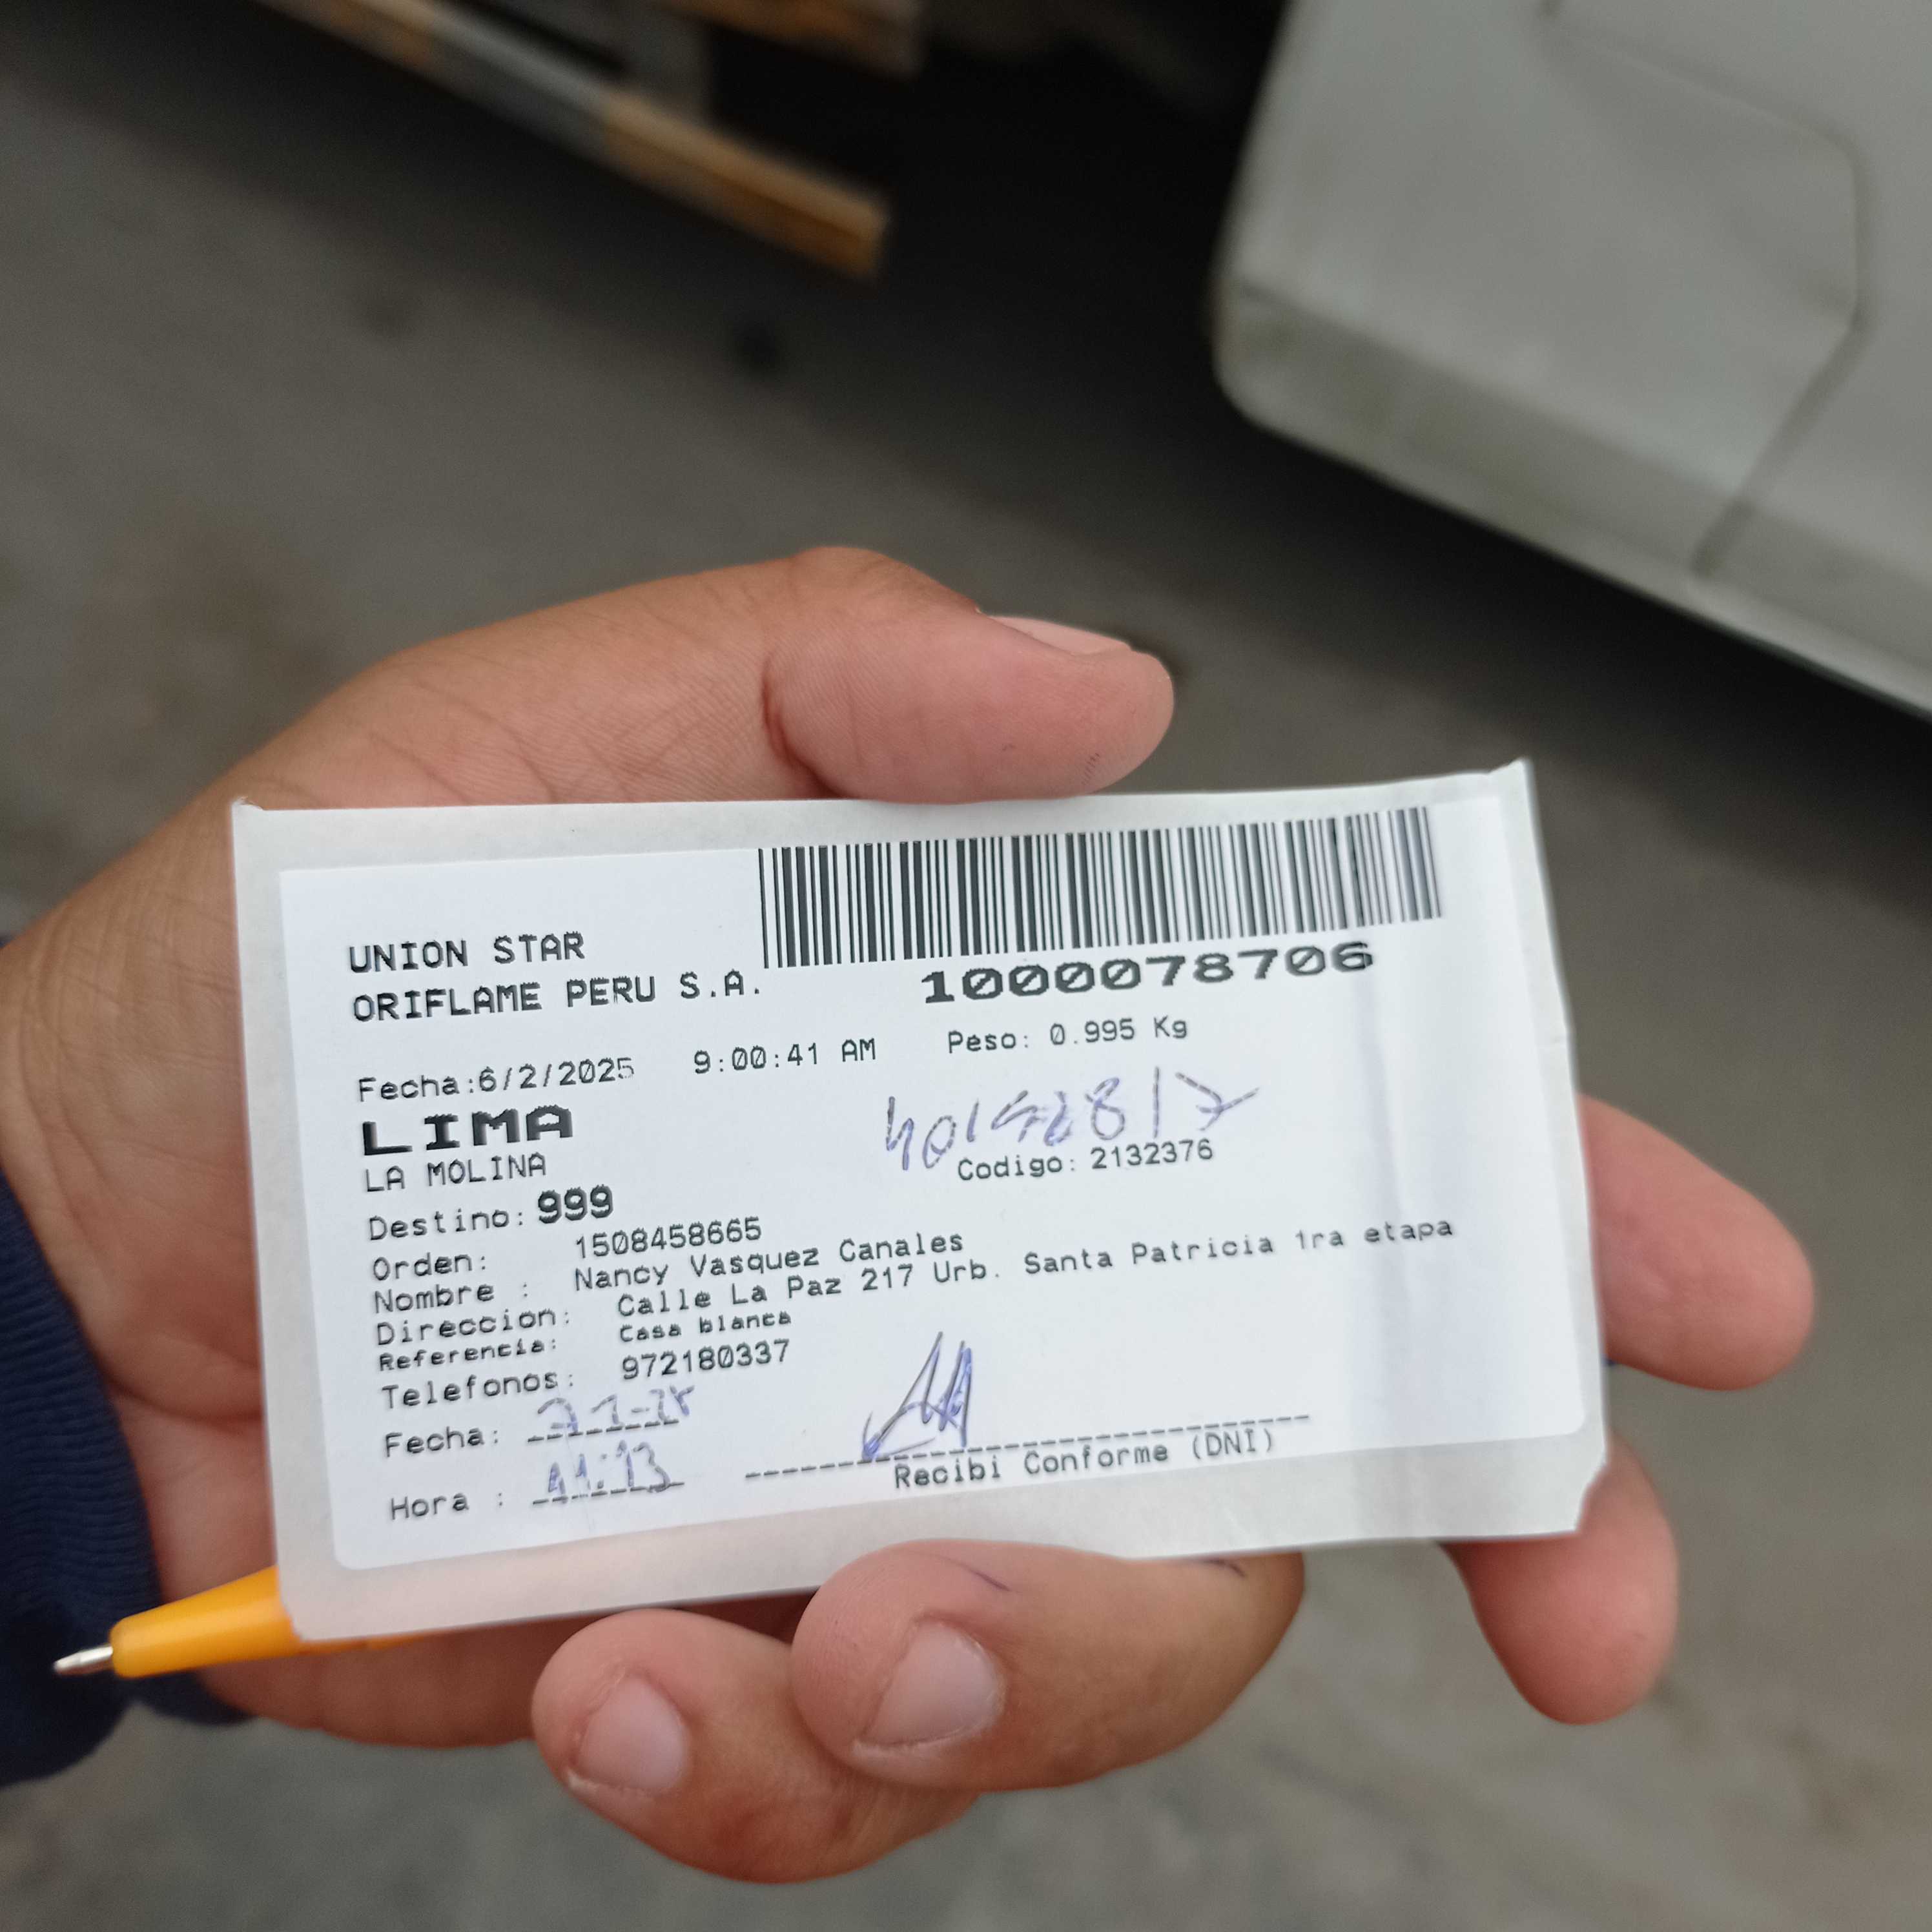 UNION STAR
ORIFLAME PERU S.A.
1000078706
Fecha:6/2/2025 9:00:41 AM Peso: 0.995 Kg
LIMA
LA MOLINA
Codigo: 2132376
Destino: 999
Orden: 1508458665
Nombre : Nancy Vasquez Canales
Direccion: Calle La Paz 217 Urb. Santa Patricia 1ra etapa
Referencia: Casa blanca
Telefonos: 972180337
Fecha:
Hora : 11:13
Recibi Conforme (DNI)